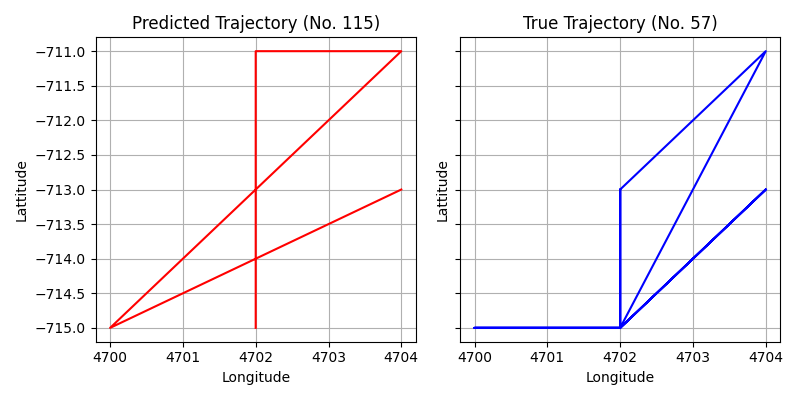 Predicted Trajectory (No. 115)
True Trajectory (No. 57)
−711.0
−711.5
−712.0
−712.5
−713.0
−713.5
−714.0
−714.5
−715.0
Lattitude
Lattitude
4700 4701 4702 4703 4704
4700 4701 4702 4703 4704
Longitude
Longitude